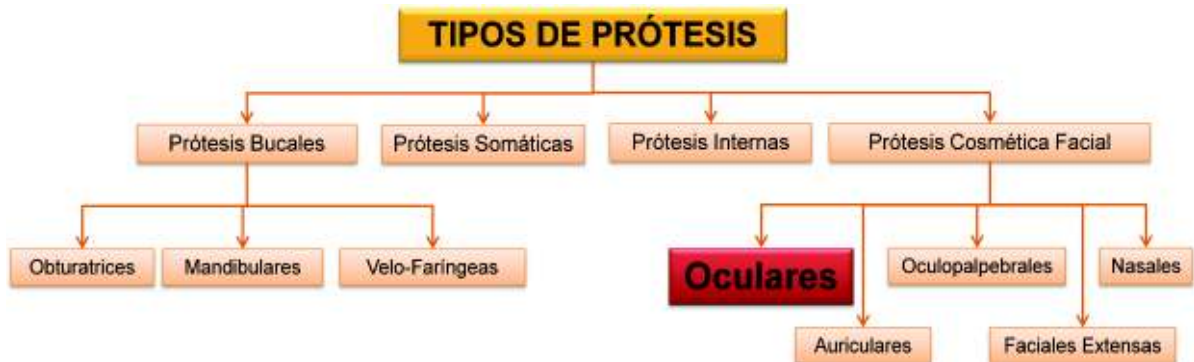 TIPOS DE PRÓTESIS
Prótesis Bucales
Prótesis Somáticas
Prótesis Internas
Prótesis Cosmética Facial
Obturatrices
Mandibulares
Velo-Faríngeas
Oculares
Oculopalpebrales
Nasales
Auriculares
Faciales Extensas